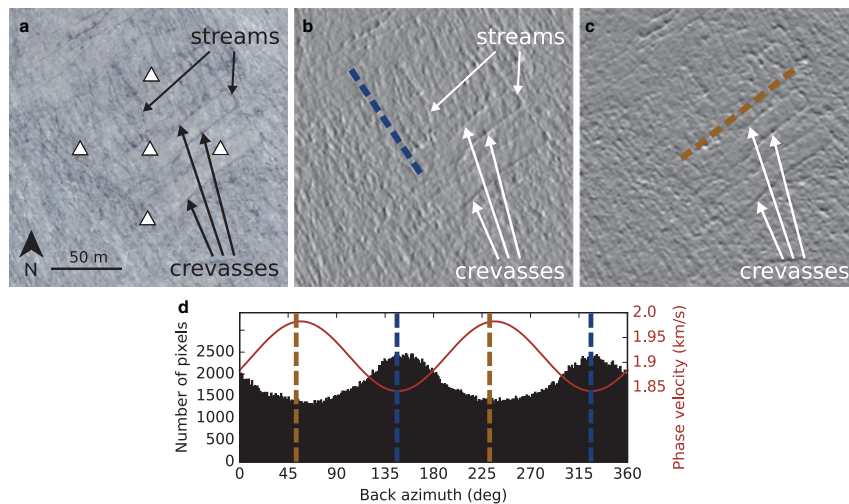 a
streams
N
50 m
crevasses
b
streams
crevasses
c
crevasses
d
2500
2000
1500
1000
500
0
Number of pixels
0 45 90 135 180 225 270 315 360
Back azimuth (deg)
2.0
1.95
1.9
1.85
Phase velocity (km/s)